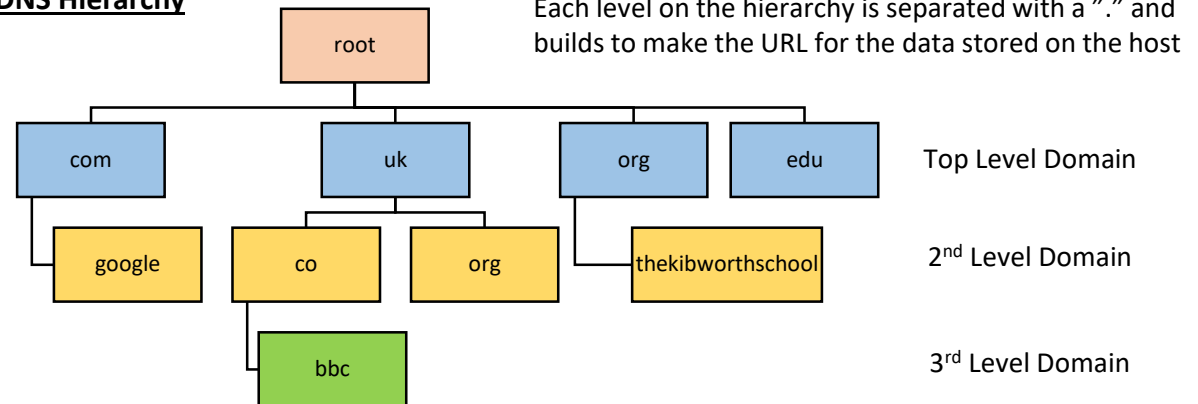 DNS Hierarchy
Each level on the hierarchy is separated with a "." and
builds to make the URL for the data stored on the host
root
com
uk
org
edu
Top Level Domain
google
co
org
thekibworthschool
2nd Level Domain
bbc
3rd Level Domain